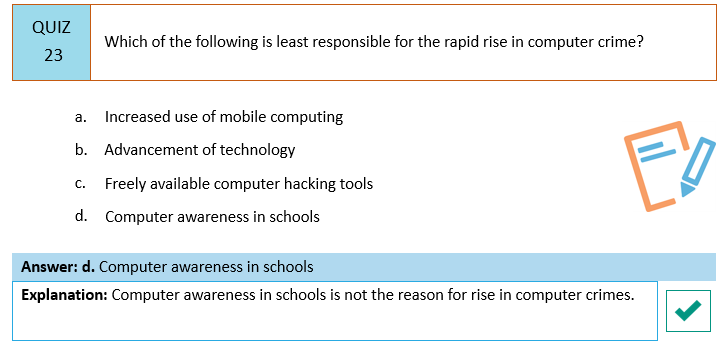 QUIZ
23
Which of the following is least responsible for the rapid rise in computer crime?
a. Increased use of mobile computing
b. Advancement of technology
c. Freely available computer hacking tools
d. Computer awareness in schools
Answer: d. Computer awareness in schools
Explanation: Computer awareness in schools is not the reason for rise in computer crimes.